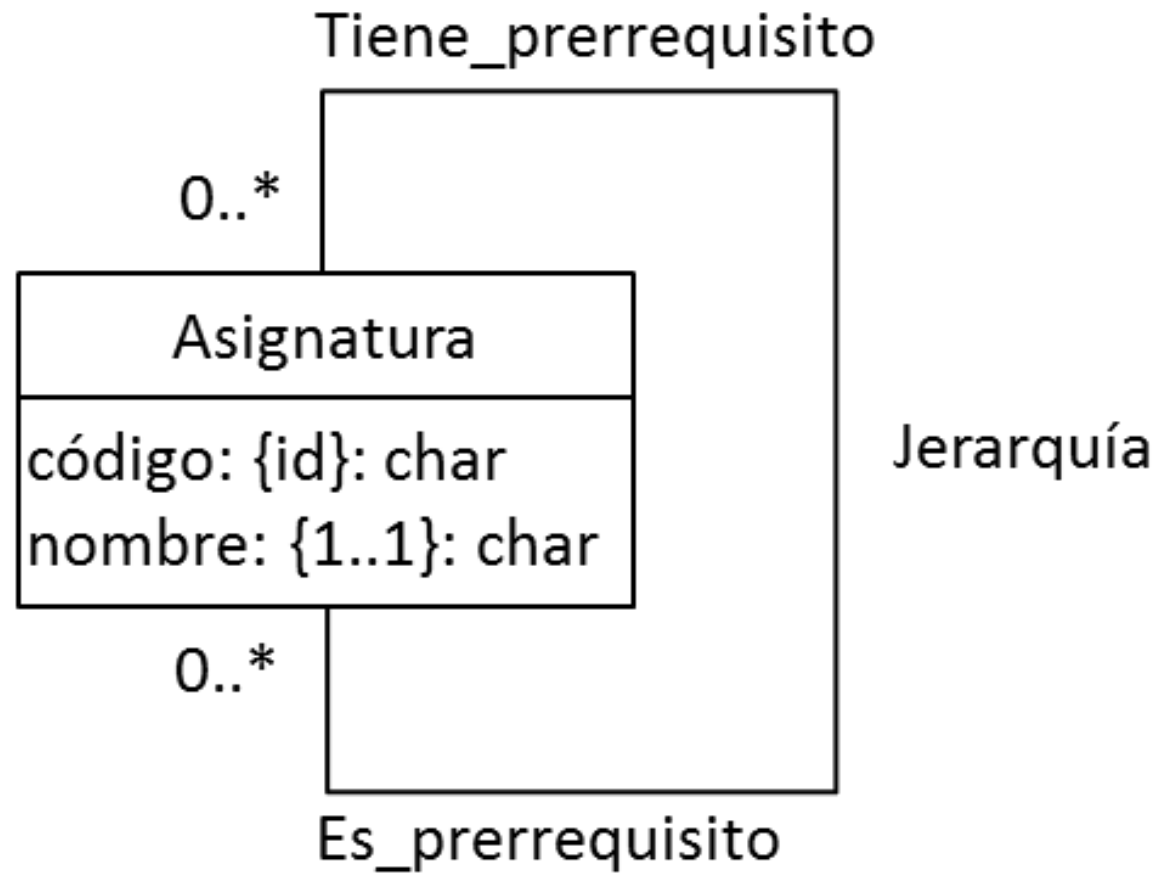 Tiene_prerrequisito
0..*
Asignatura
código: {id}: char
nombre: {1..1}: char
Jerarquía
0..*
Es_prerrequisito